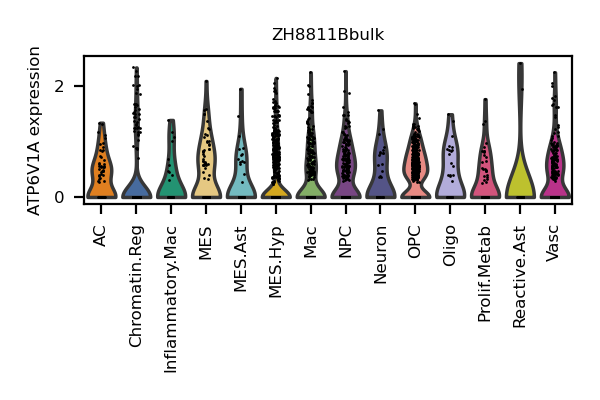 ZH8811Bbulk
ATP6V1A expression
2
0
AC
Chromatin.Reg
Inflammatory.Mac
MES
MES.Ast
MES.Hyp
Mac
NPC
Neuron
OPC
Oligo
Prolif.Metab
Reactive.Ast
Vasc